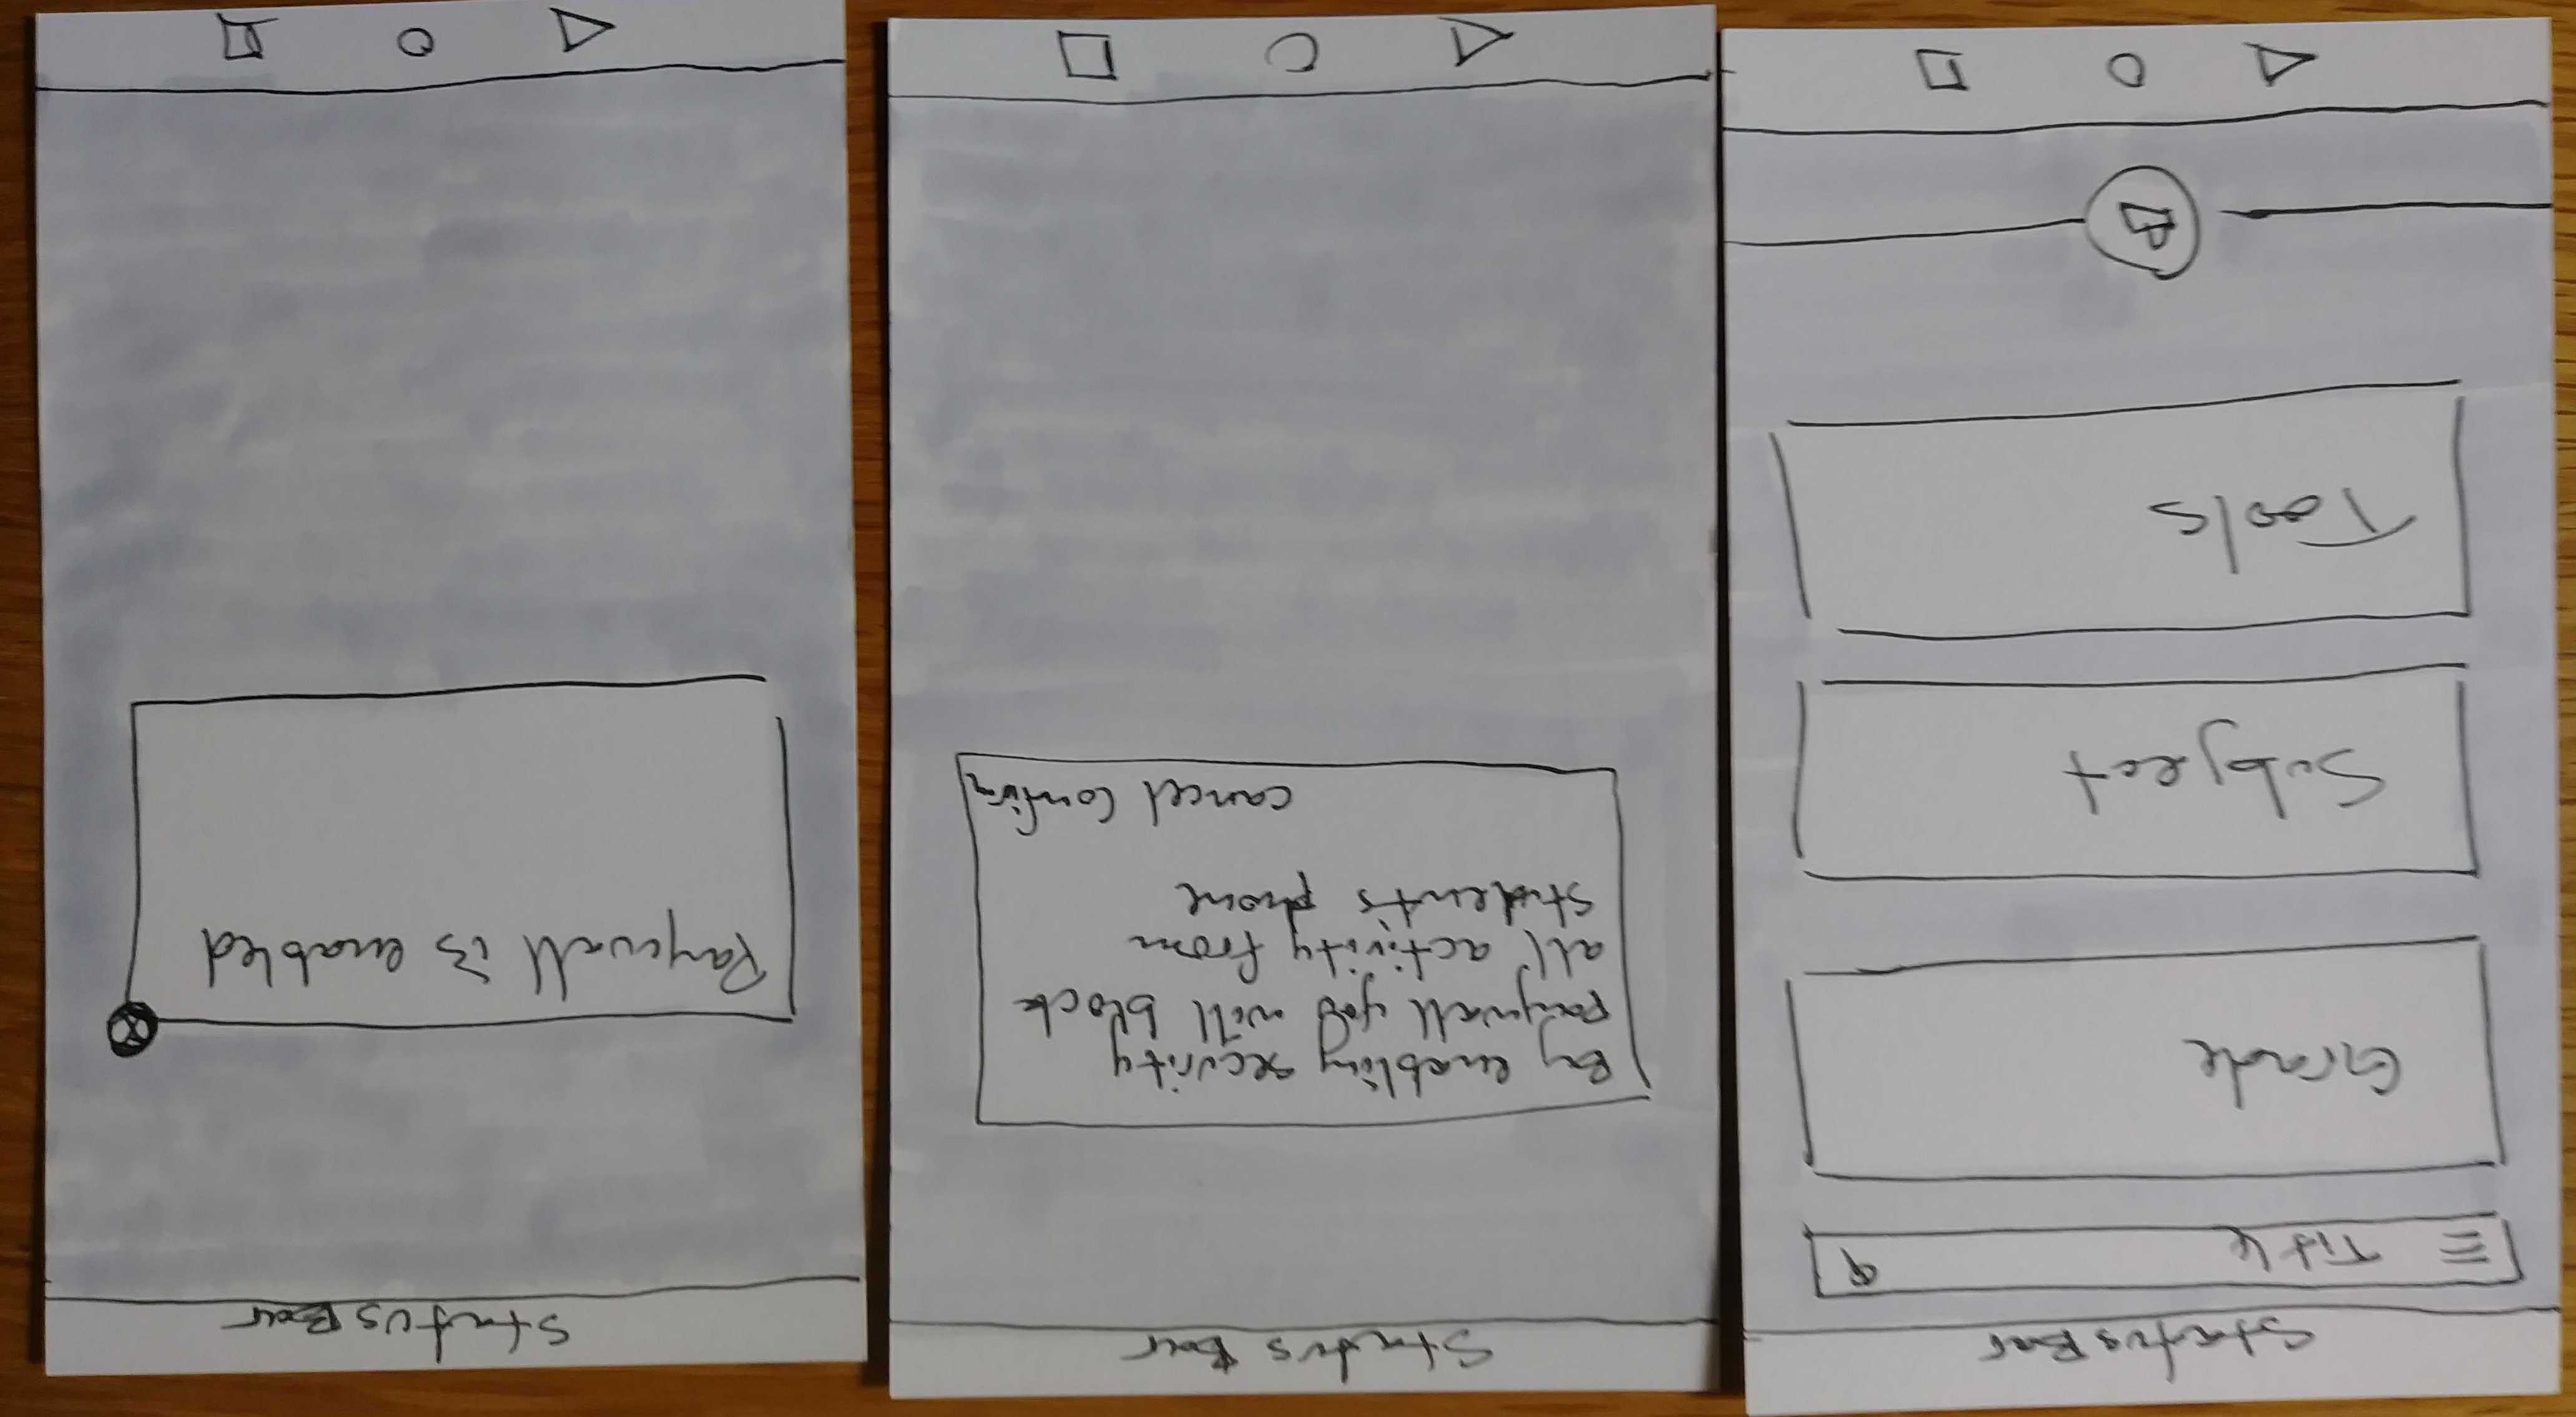 Status Bar
Title
Grade
Subject
Tools
Status Bar
By enabling security
paywall you will block
all activity from
student's phone
cancel Confirm
Status Bar
Paywall is enabled